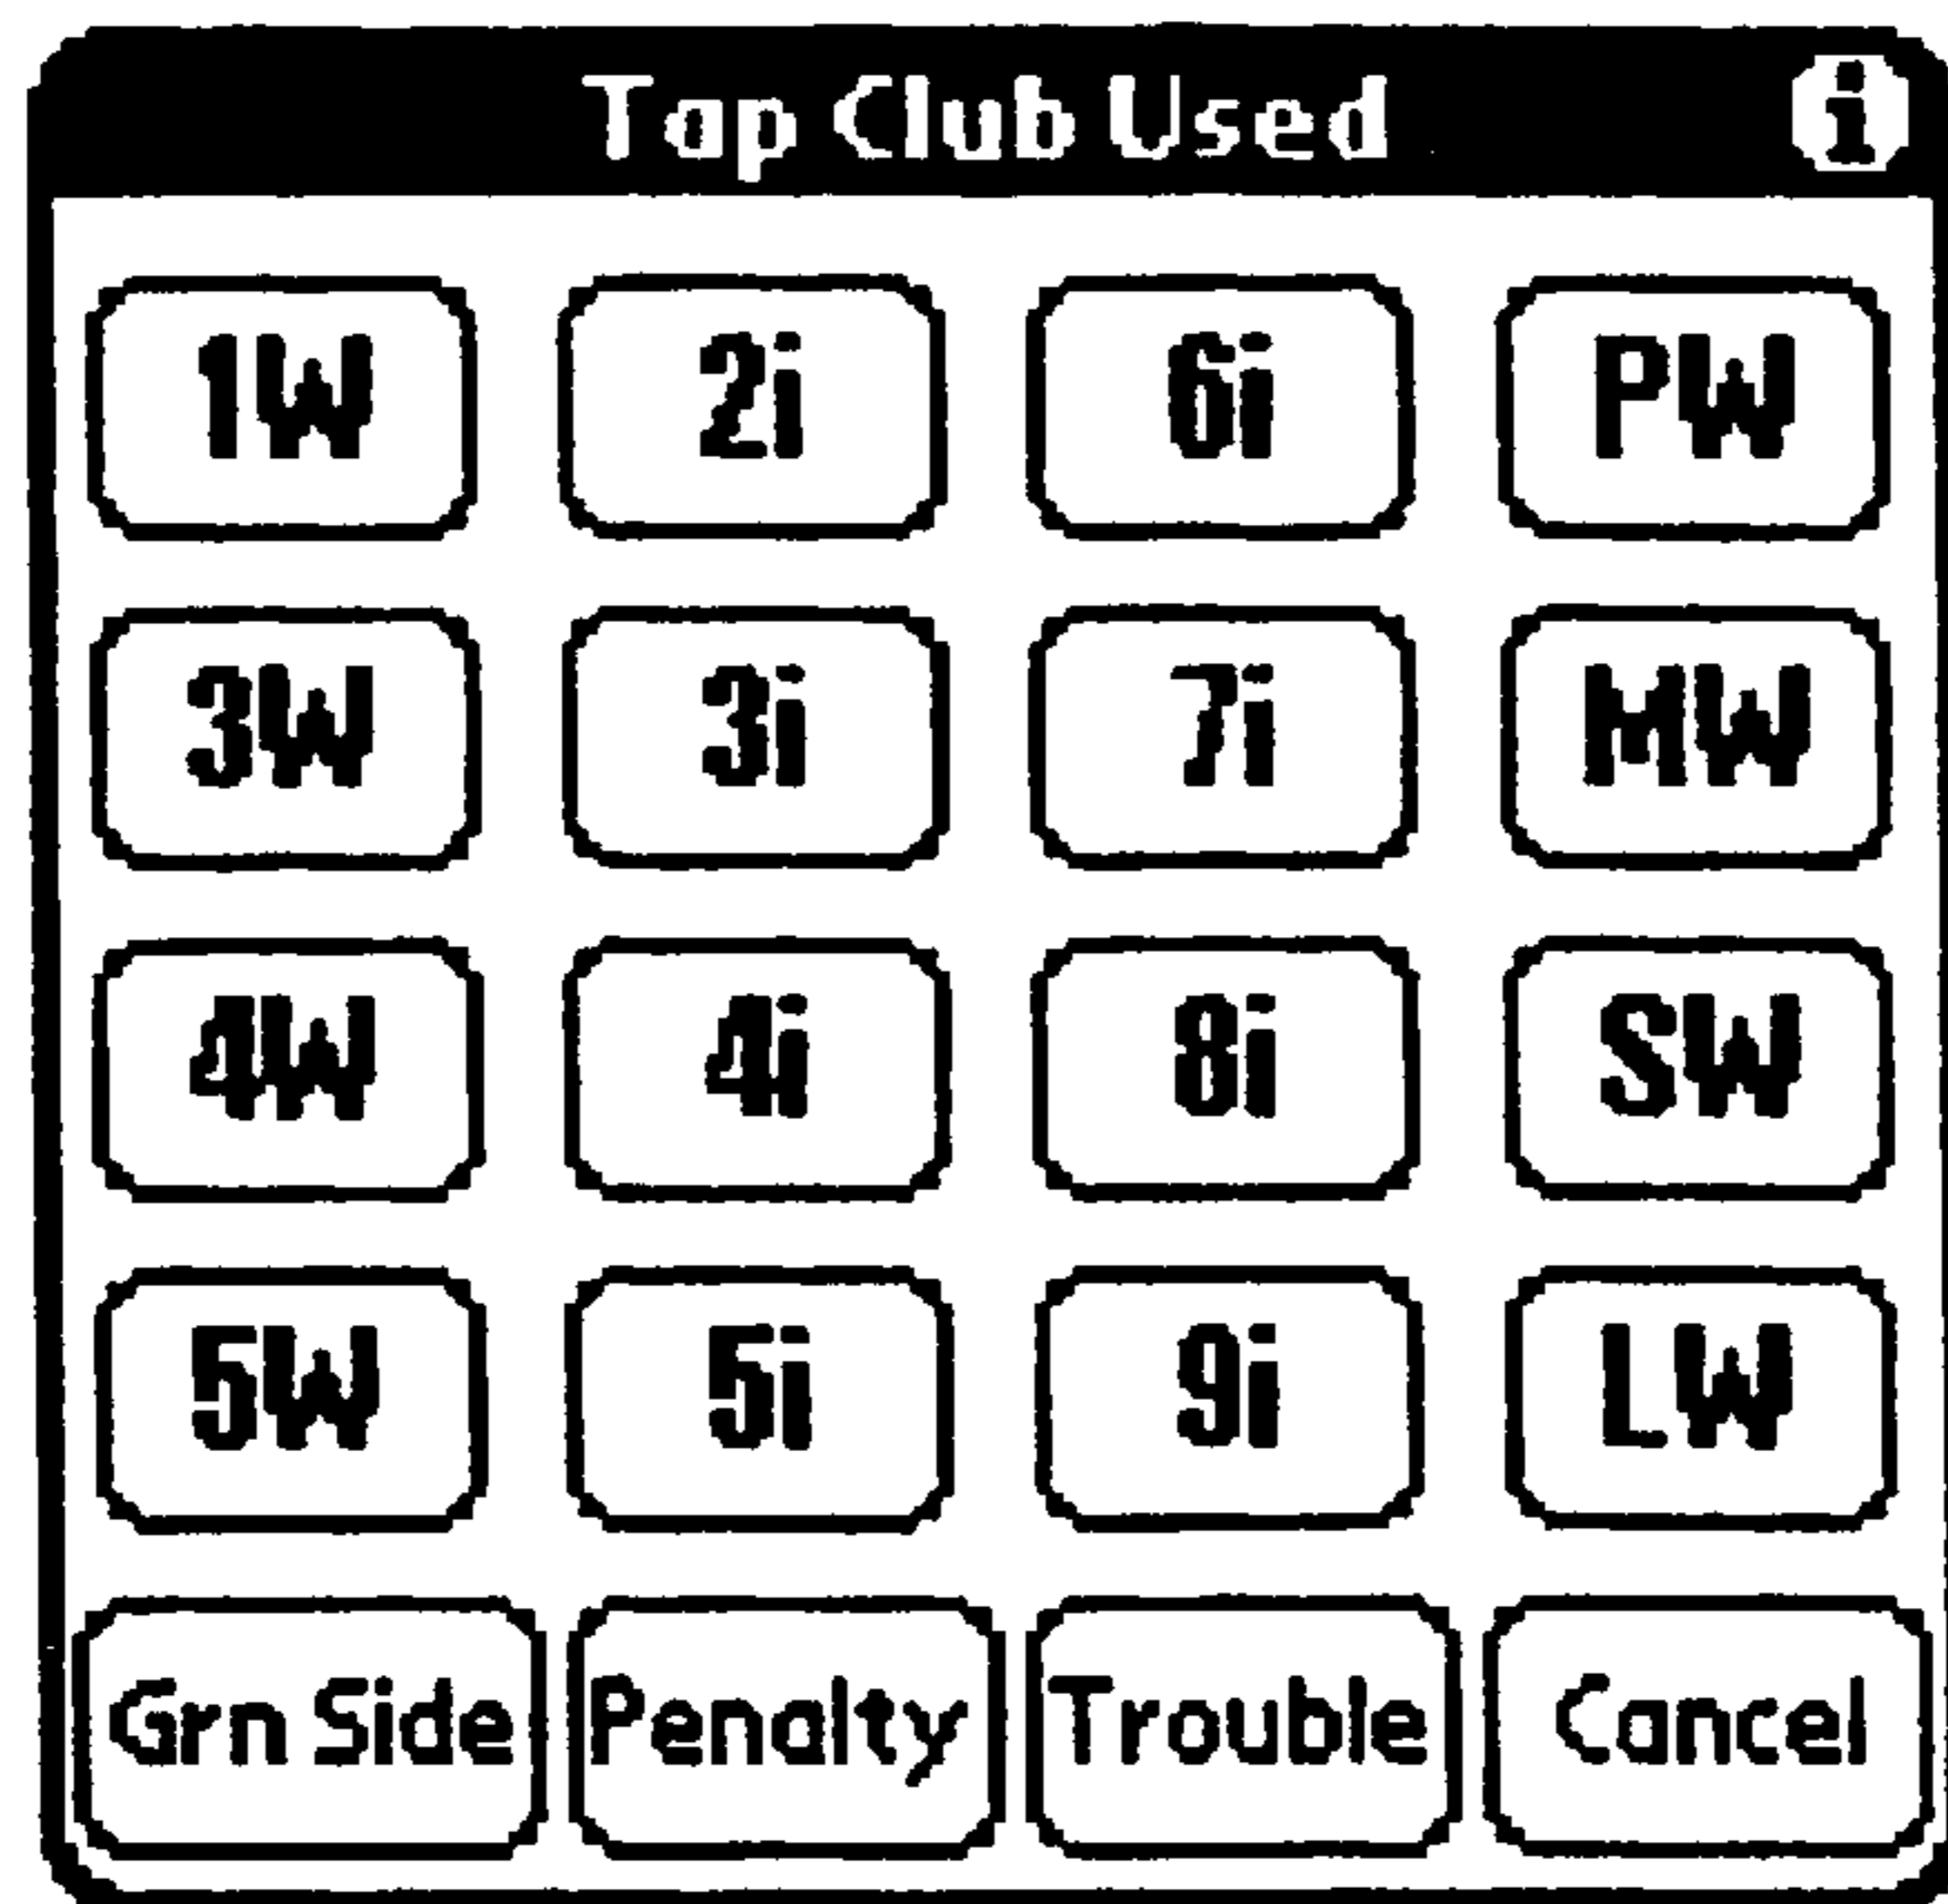 Tap Club Used i
1W 2i 6i PW
3W 3i 7i MW
4W 4i 8i SW
5W 5i 9i LW
Grn Side Penalty Trouble Cancel